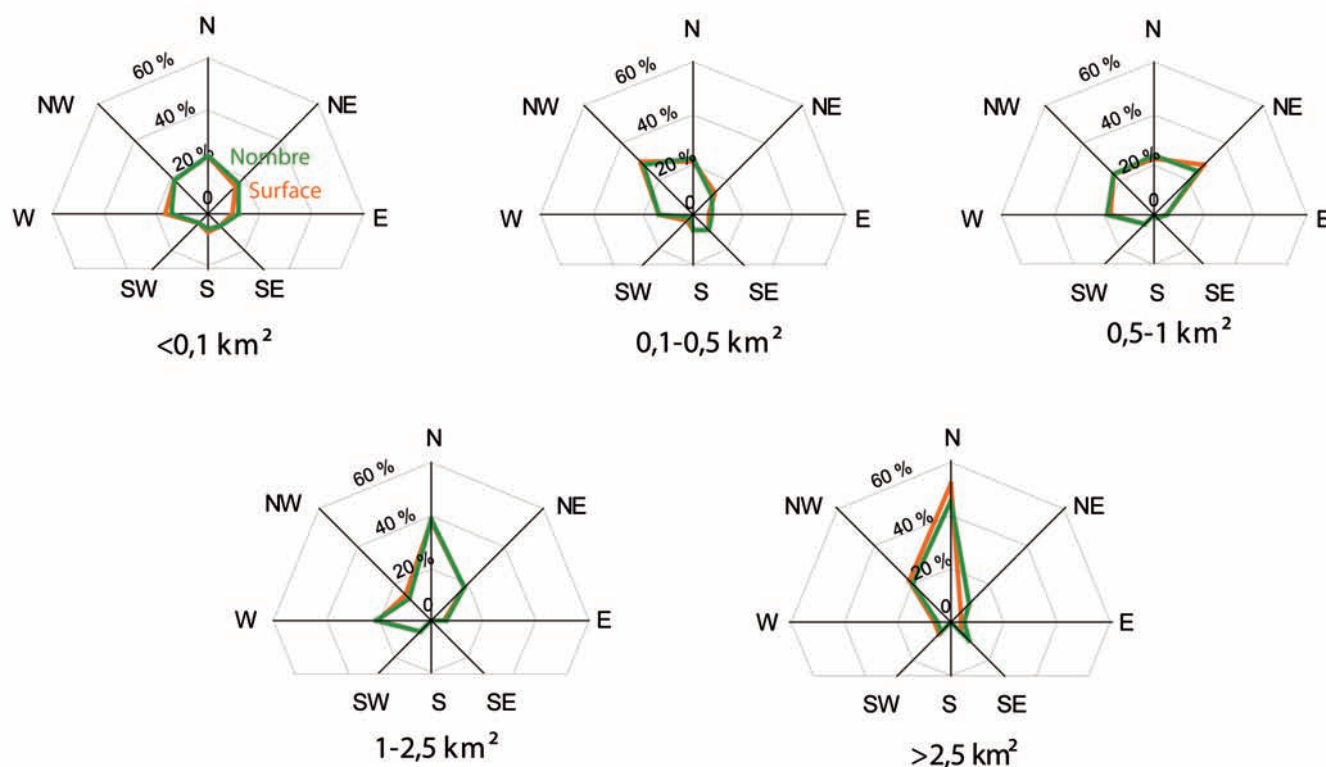 N
60 %
NW
NE
40 %
20 %
Nombre
Surface
0
W
E
SW
S
SE
<0,1 km²
N
60 %
NW
NE
40 %
20 %
0
W
E
SW
S
SE
0,1-0,5 km²
N
60 %
NW
NE
40 %
20 %
0
W
E
SW
S
SE
0,5-1 km²
N
60 %
NW
NE
40 %
20 %
0
W
E
SW
S
SE
1-2,5 km²
N
60 %
NW
NE
40 %
20 %
0
W
E
SW
S
SE
>2,5 km²